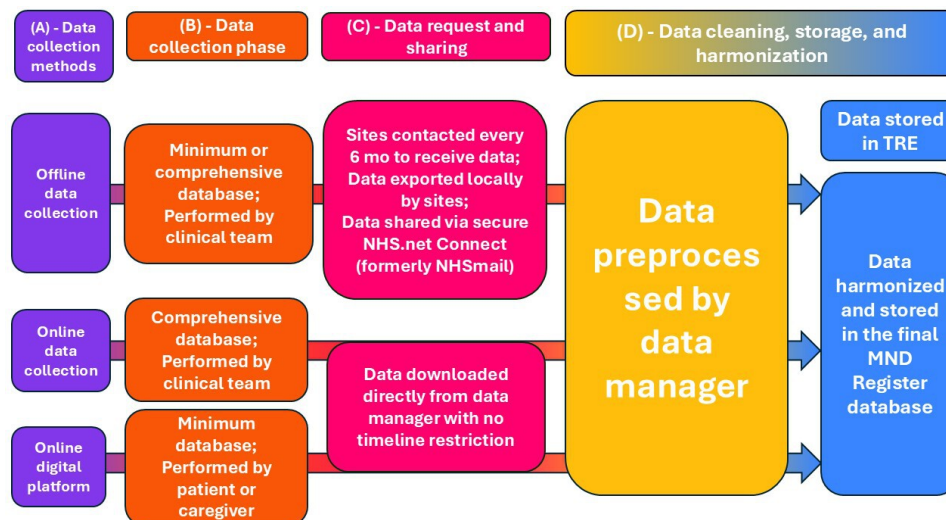 (A) - Data
collection
methods
(B) - Data
collection phase
(C) - Data request and
sharing
(D) - Data cleaning, storage, and
harmonization
Offline
data
collection
Minimum or
comprehensive
database;
Performed by
clinical team
Sites contacted every
6 mo to receive data;
Data exported locally
by sites;
Data shared via secure
NHS.net Connect
(formerly NHSmail)
Data
preproces
sed by
data
manager
Data stored
in TRE
Data
harmonized
and stored
in the final
MND
Register
database
Online
data
collection
Comprehensive
database;
Performed by
clinical team
Data downloaded
directly from data
manager with no
timeline restriction
Online
digital
platform
Minimum
database;
Performed by
patient or
caregiver